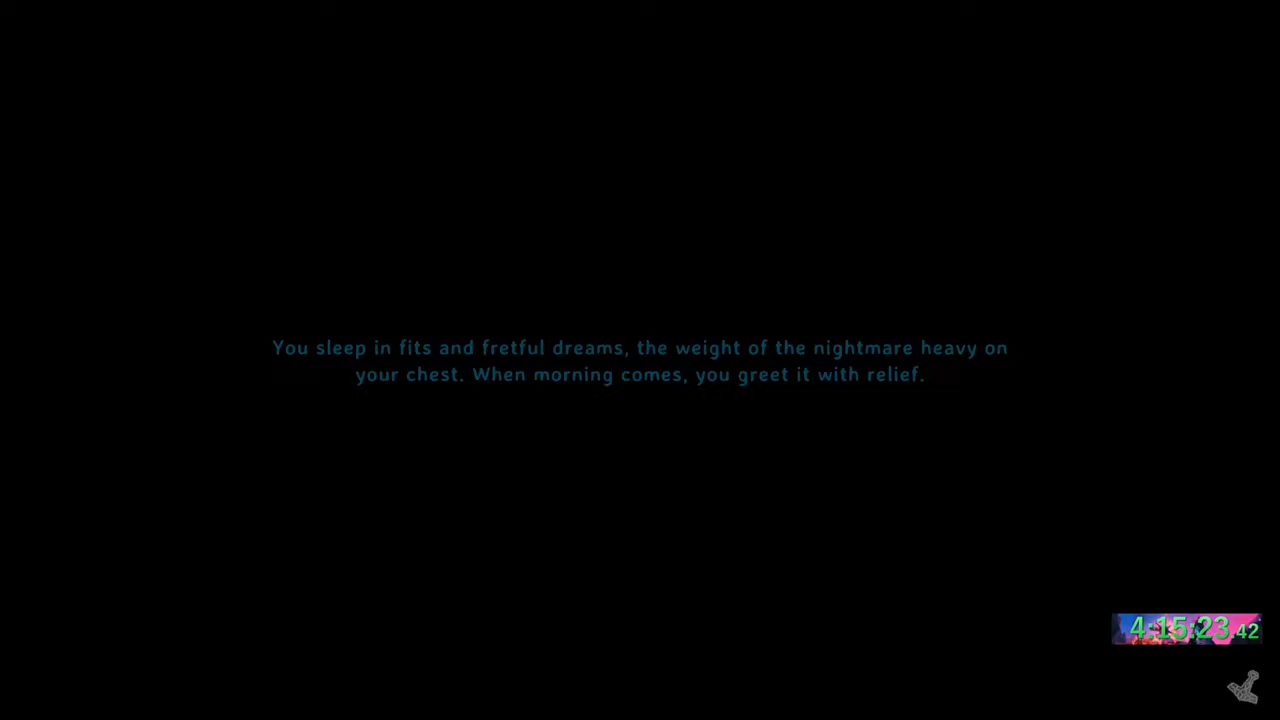 You sleep in fits and fretful dreams, the weight of the nightmare heavy on
your chest. When morning comes, you greet it with relief.
4:15:23.42